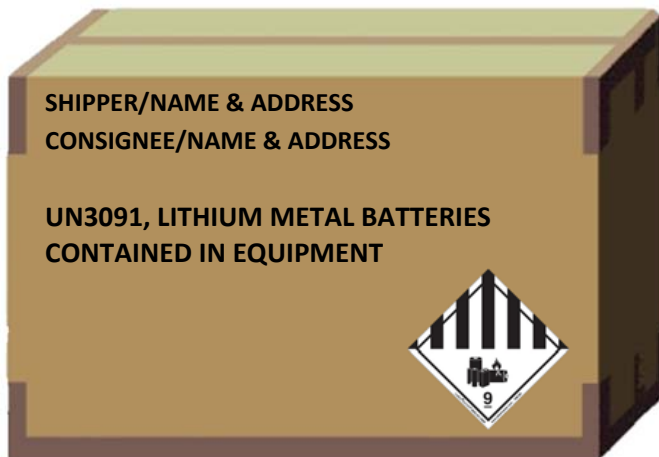 SHIPPER/NAME & ADDRESS
CONSIGNEE/NAME & ADDRESS
UN3091, LITHIUM METAL BATTERIES
CONTAINED IN EQUIPMENT
9